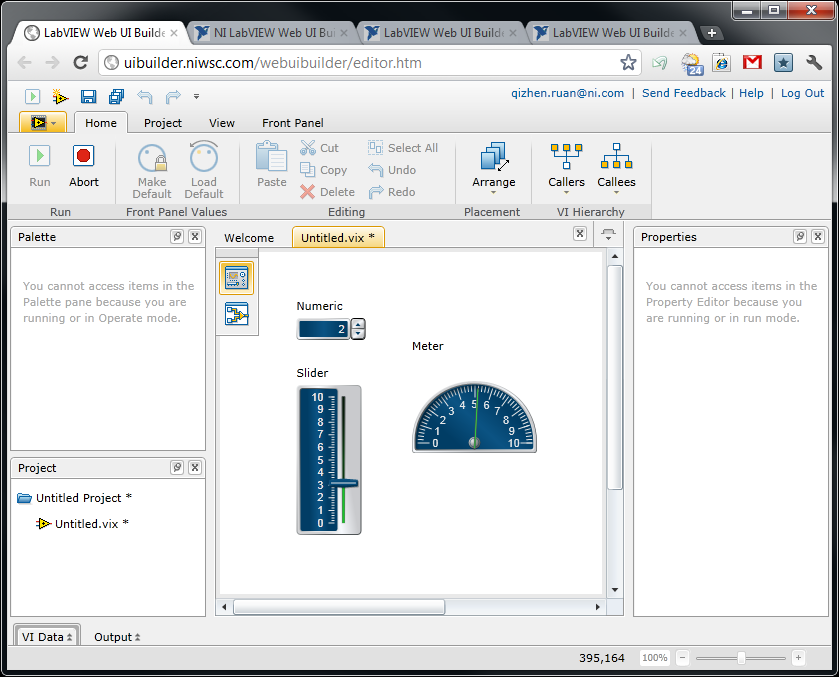 LabVIEW Web UI Builde
NI LabVIEW Web UI Bui
LabVIEW Web UI Builde
LabVIEW Web UI Builde
uibuilder.niwsc.com/webuibuilder/editor.htm
24
qizhen.ruan@ni.com | Send Feedback | Help | Log Out
Home Project View Front Panel
Run
Abort
Make Default
Load Default
Paste
Cut
Copy
Delete
Select All
Undo
Redo
Arrange
Callers
Callees
Run
Front Panel Values
Editing
Placement
VI Hierarchy
Palette
You cannot access items in the
Palette pane because you are
running or in Operate mode.
Project
Untitled Project *
Untitled.vix *
Welcome
Untitled.vix *
Numeric
2
Slider
10
9
8
7
6
5
4
3
2
1
0
Meter
0 1 2 3 4 5 6 7 8 9 10
Properties
You cannot access items in the
Property Editor because you
are running or in run mode.
VI Data
Output
395,164
100%